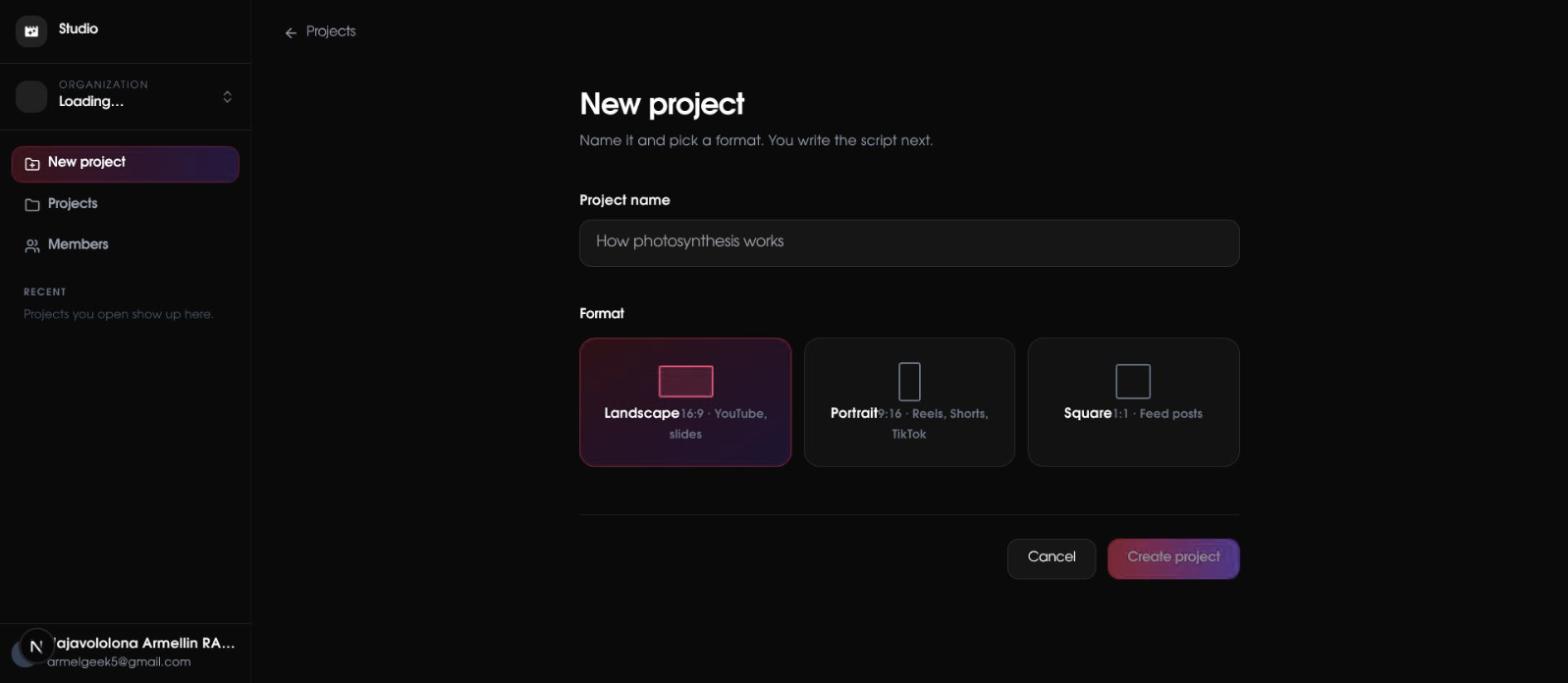 Studio
← Projects
ORGANIZATION
Loading...
New project
Projects
Members
RECENT
Projects you open show up here.
New project
Name it and pick a format. You write the script next.
Project name
How photosynthesis works
Format
Landscape 16:9 · YouTube,
slides
Portrait 9:16 · Reels, Shorts,
TikTok
Square 1:1 · Feed posts
Cancel
Create project
N
ajavololona Armellin RA...
armelgeek5@gmail.com